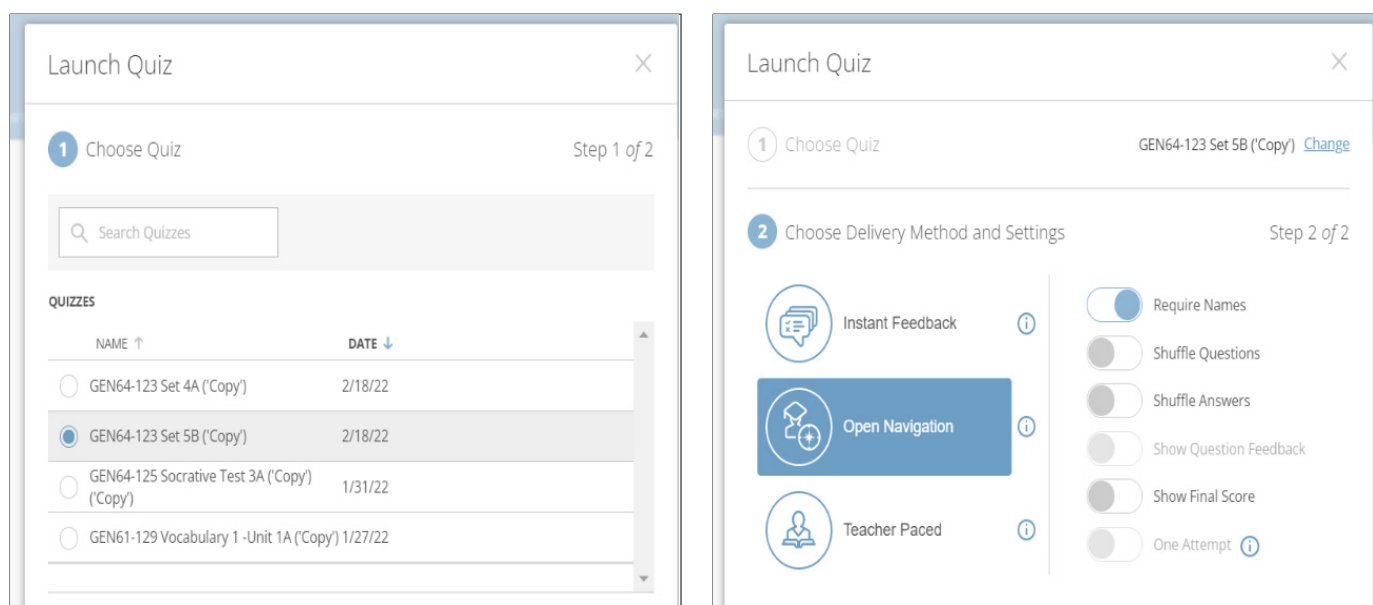 Launch Quiz
1 Choose Quiz Step 1 of 2
Search Quizzes
QUIZZES
NAME ↑ DATE ↓
GEN64-123 Set 4A ('Copy') 2/18/22
GEN64-123 Set 5B ('Copy') 2/18/22
GEN64-125 Socrative Test 3A ('Copy')
('Copy') 1/31/22
GEN61-129 Vocabulary 1 -Unit 1A ('Copy') 1/27/22
Launch Quiz
1 Choose Quiz GEN64-123 Set 5B ('Copy') Change
2 Choose Delivery Method and Settings Step 2 of 2
Instant Feedback
Open Navigation
Teacher Paced
Require Names
Shuffle Questions
Shuffle Answers
Show Question Feedback
Show Final Score
One Attempt